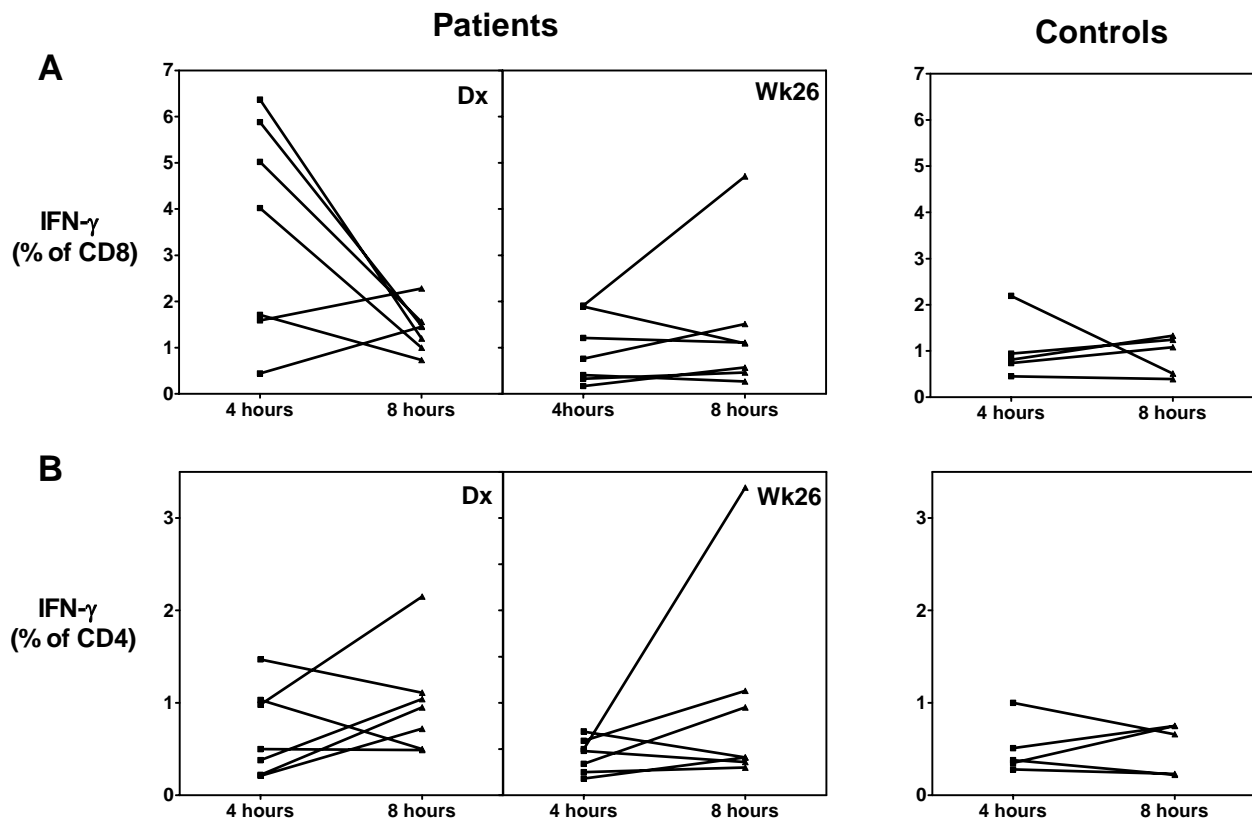 Patients
Controls
A
7
6
5
4
3
2
1
0
IFN-γ
(% of CD8)
Dx
4 hours
8 hours
Wk26
4hours
8 hours
7
6
5
4
3
2
1
0
4 hours
8 hours
B
3
2
1
0
IFN-γ
(% of CD4)
Dx
4 hours
8 hours
Wk26
4 hours
8 hours
3
2
1
0
4 hours
8 hours